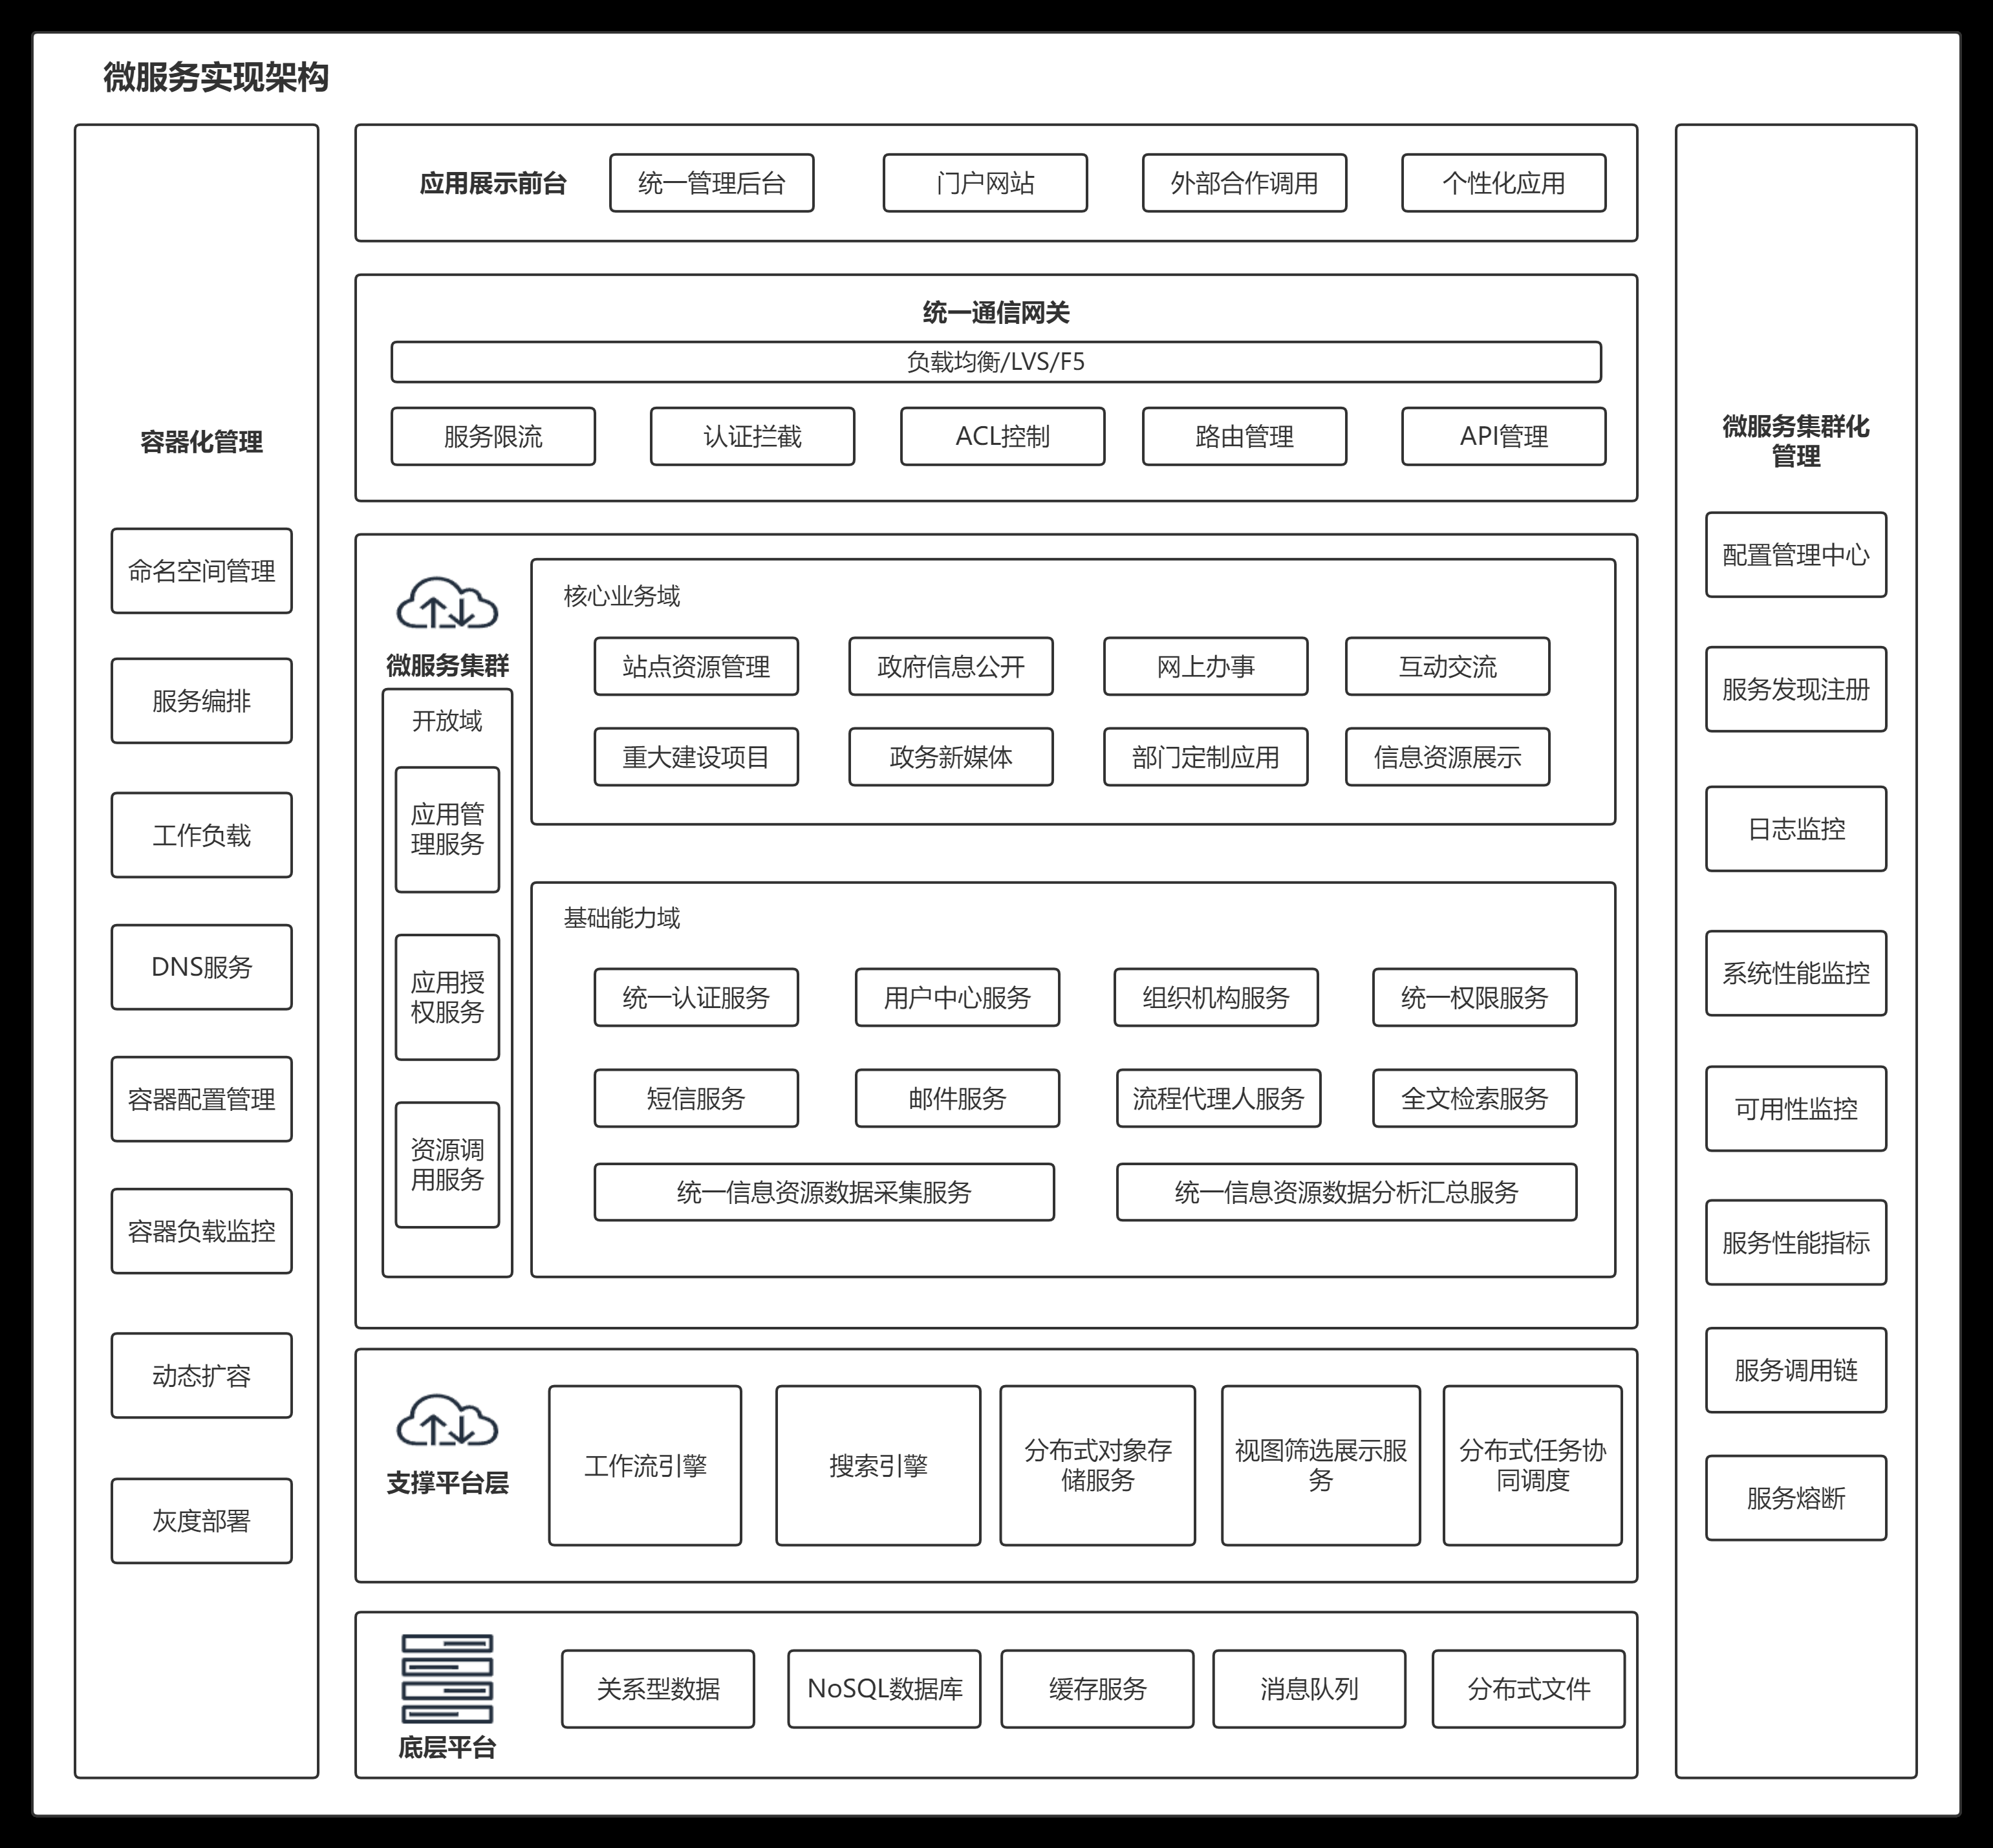 微服务实现架构
容器化管理
命名空间管理
服务编排
工作负载
DNS服务
容器配置管理
容器负载监控
动态扩容
灰度部署
应用展示前台
统一管理后台
门户网站
外部合作调用
个性化应用
统一通信网关
负载均衡/LVS/F5
服务限流
认证拦截
ACL控制
路由管理
API管理
微服务集群
开放域
应用管
理服务
应用授
权服务
资源调
用服务
核心业务域
站点资源管理
政府信息公开
网上办事
互动交流
重大建设项目
政务新媒体
部门定制应用
信息资源展示
基础能力域
统一认证服务
用户中心服务
组织机构服务
统一权限服务
短信服务
邮件服务
流程代理人服务
全文检索服务
统一信息资源数据采集服务
统一信息资源数据分析汇总服务
支撑平台层
工作流引擎
搜索引擎
分布式对象存
储服务
视图筛选展示服
务
分布式任务协
同调度
底层平台
关系型数据
NoSQL数据库
缓存服务
消息队列
分布式文件
微服务集群化
管理
配置管理中心
服务发现注册
日志监控
系统性能监控
可用性监控
服务性能指标
服务调用链
服务熔断